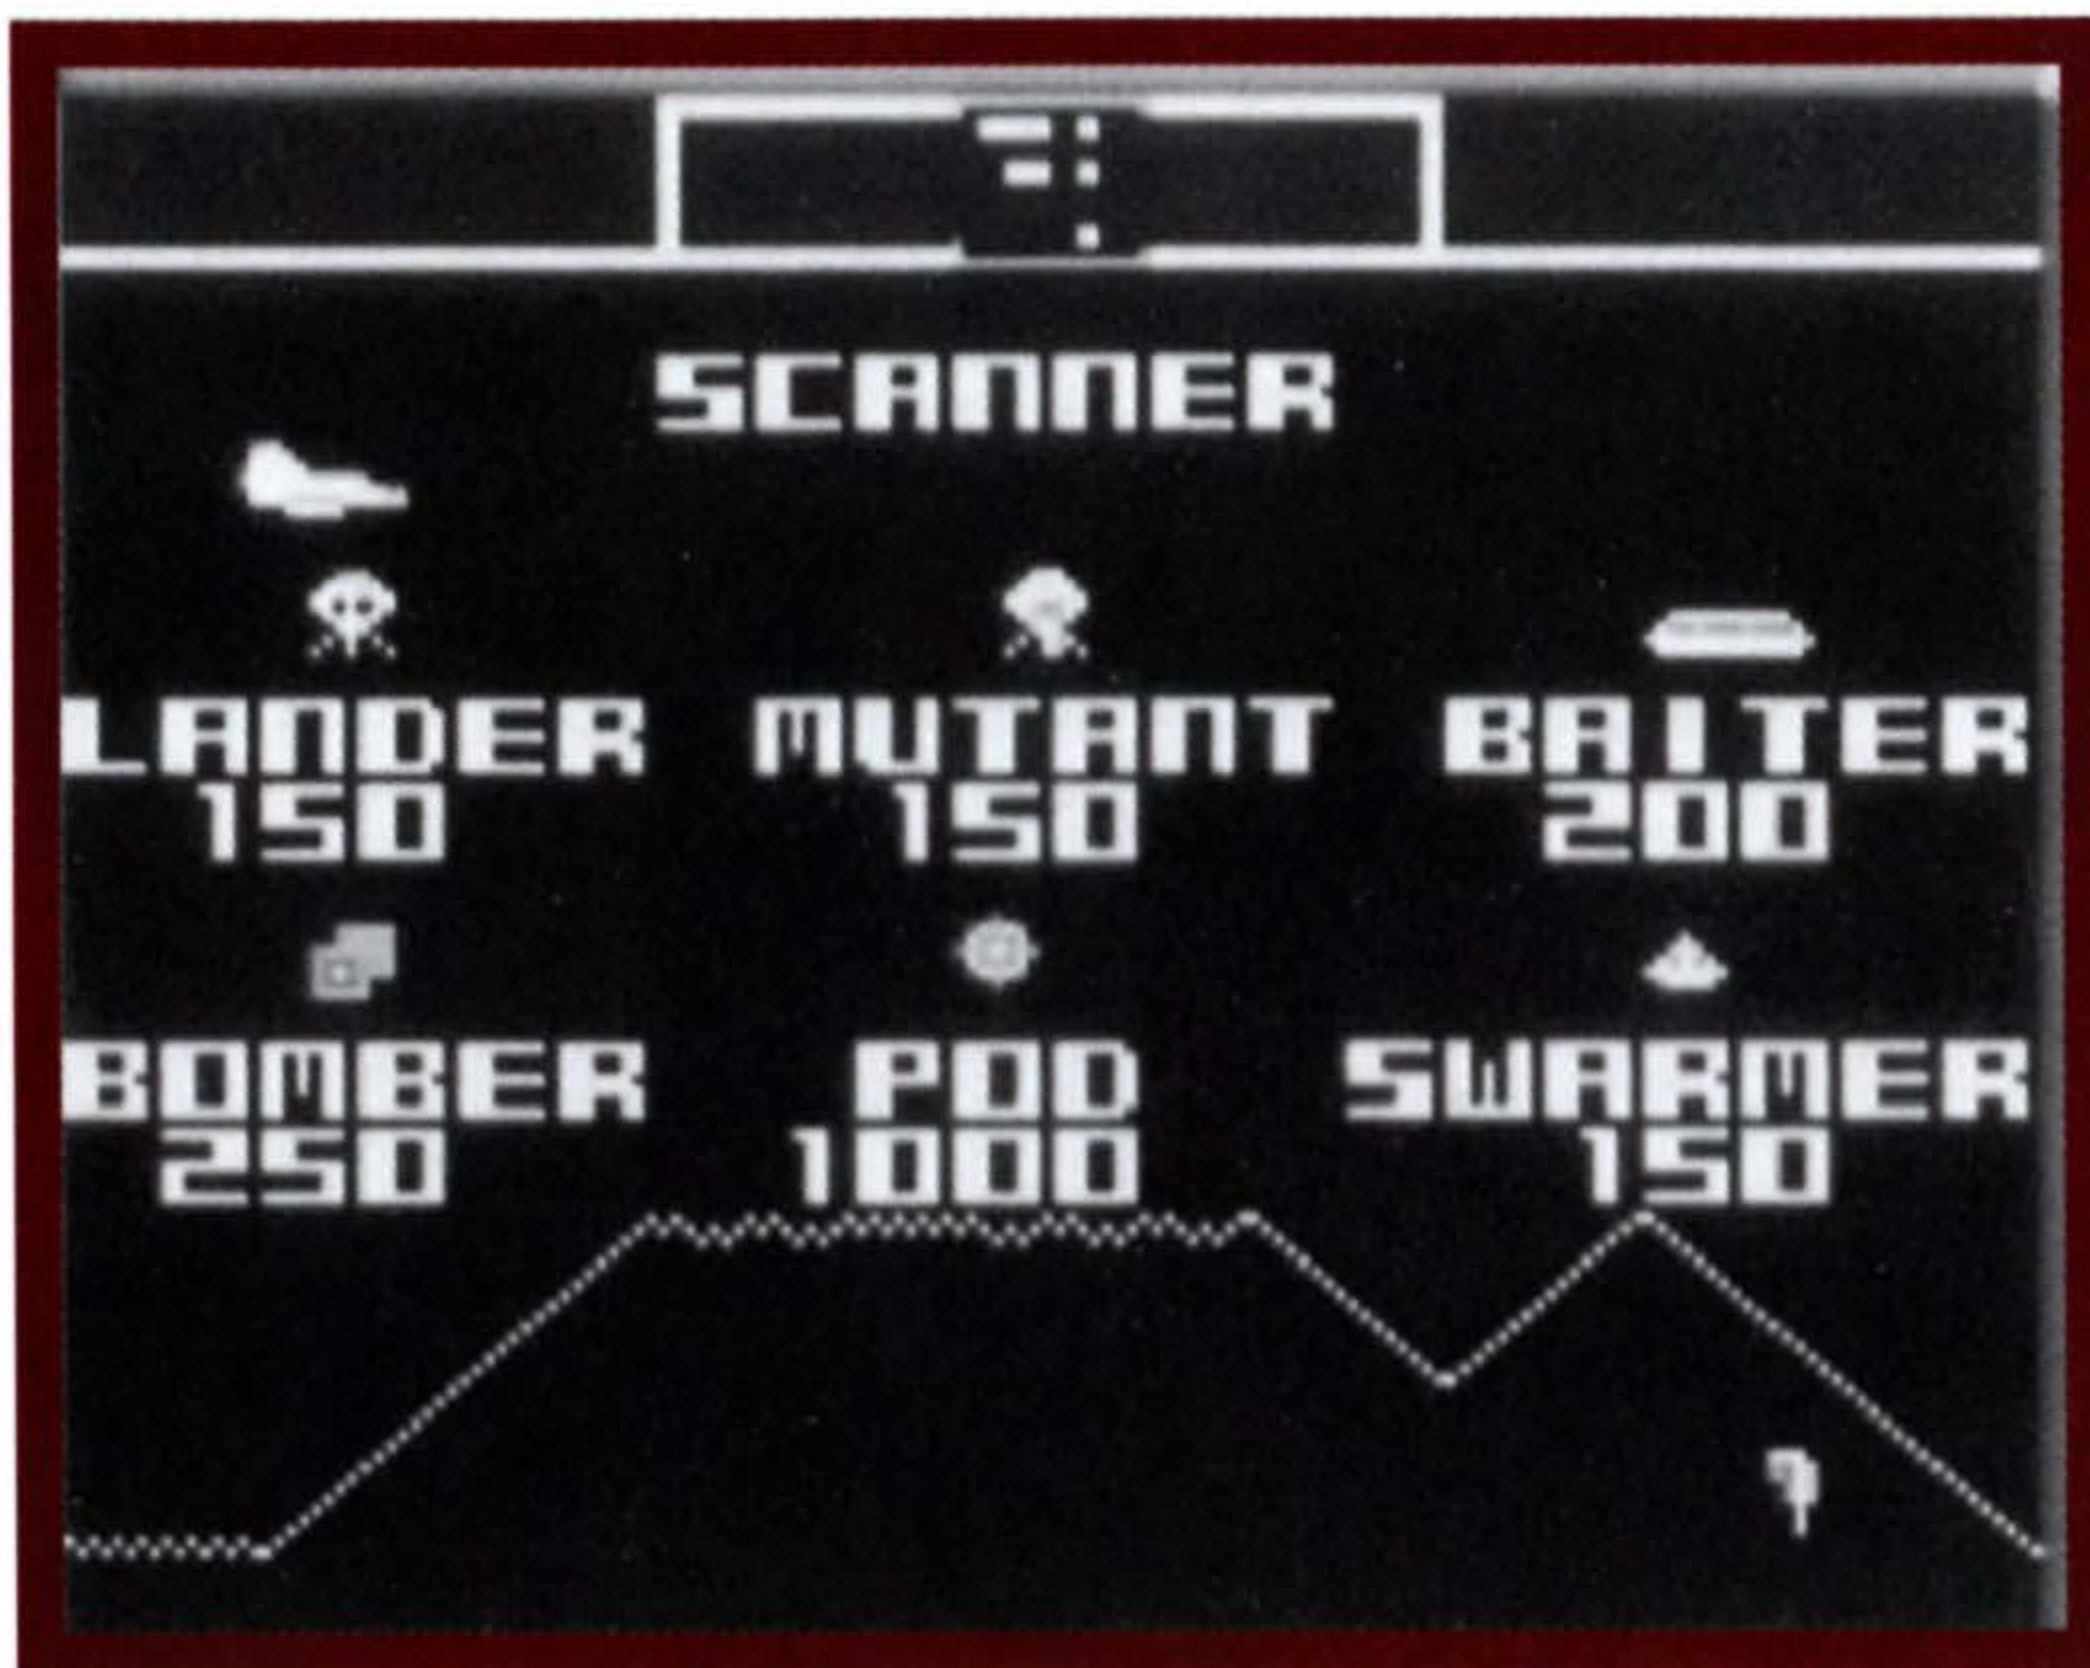 SCANNER
LANDER MUTANT BAITER
150 150 200
BOMBER POD SWARMER
250 1000 150